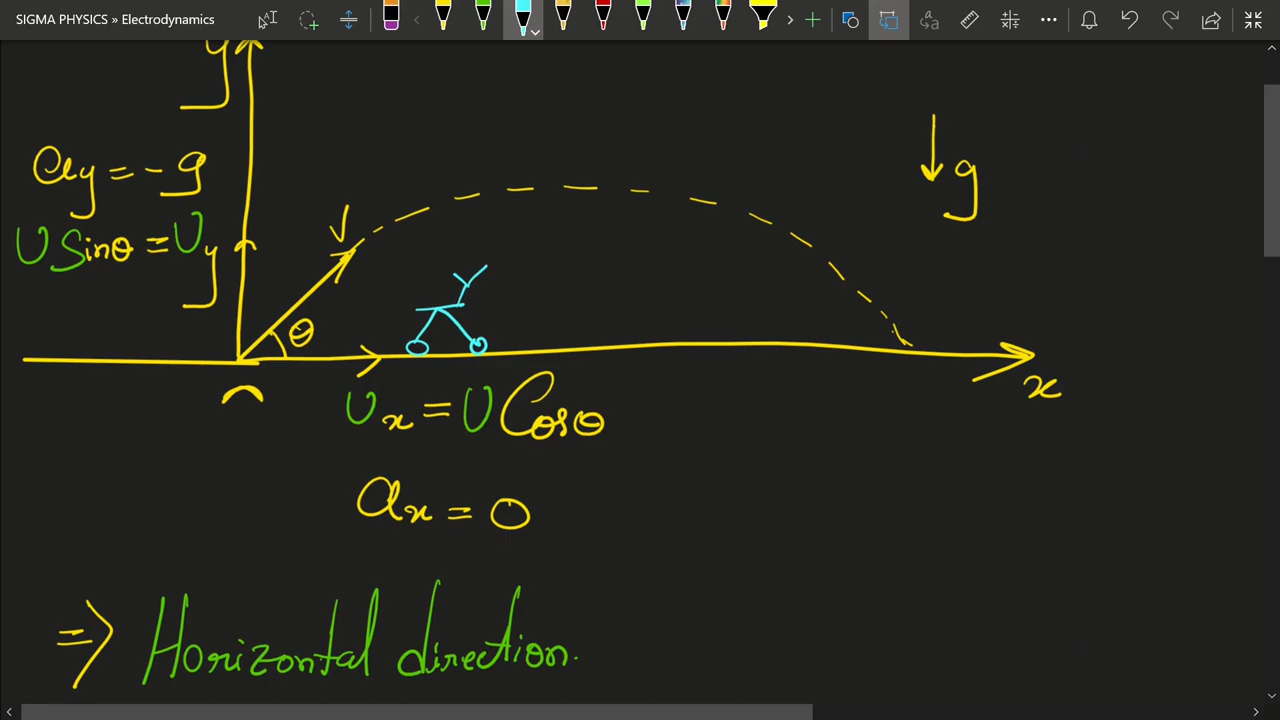 SIGMA PHYSICS » Electrodynamics
y
ay = -g
g
U Sinθ = Uy
V
θ
x
Ux = U Cosθ
ax = 0
⇒ Horizontal direction.